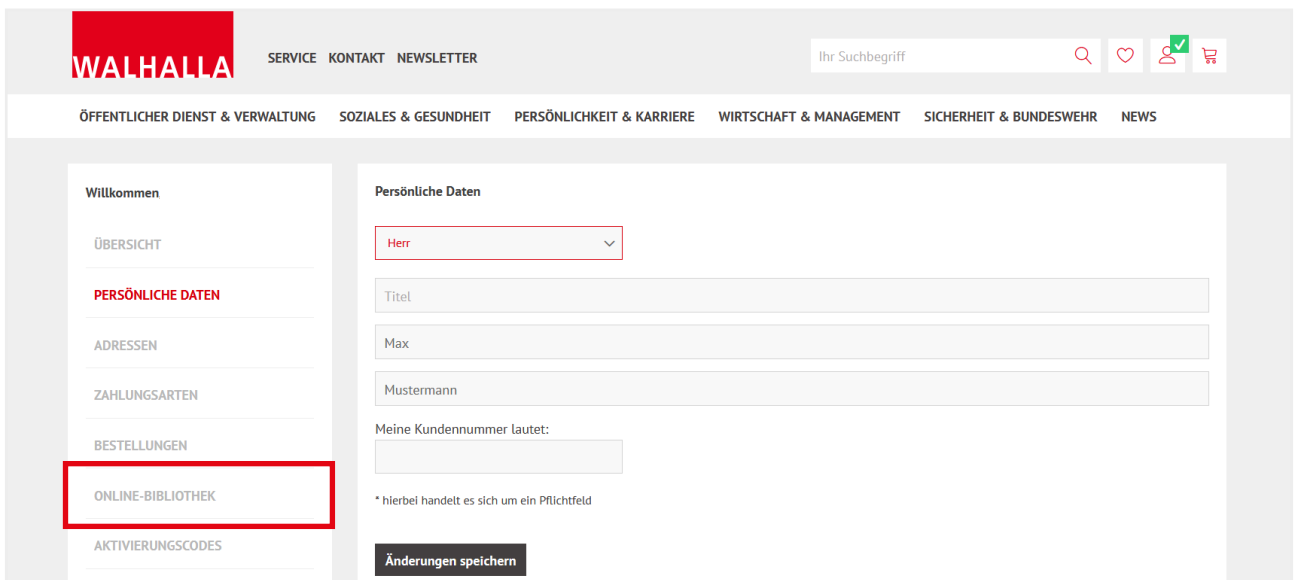 WALHALLA
SERVICE KONTAKT NEWSLETTER
Ihr Suchbegriff
ÖFFENTLICHER DIENST & VERWALTUNG SOZIALES & GESUNDHEIT PERSÖNLICHKEIT & KARRIERE WIRTSCHAFT & MANAGEMENT SICHERHEIT & BUNDESWEHR NEWS
Willkommen
ÜBERSICHT
PERSÖNLICHE DATEN
ADRESSEN
ZAHLUNGSARTEN
BESTELLUNGEN
ONLINE-BIBLIOTHEK
AKTIVIERUNGSCODES
Persönliche Daten
Herr
Titel
Max
Mustermann
Meine Kundennummer lautet:
* hierbei handelt es sich um ein Pflichtfeld
Änderungen speichern